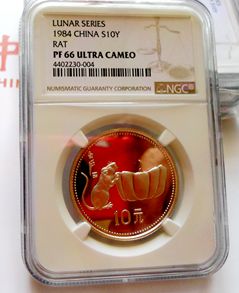 LUNAR SERIES
1984 CHINA S10Y
RAT
PF 66 ULTRA CAMEO
4402230-004
NUMISMATIC GUARANTY CORPORATION
NGC
10元